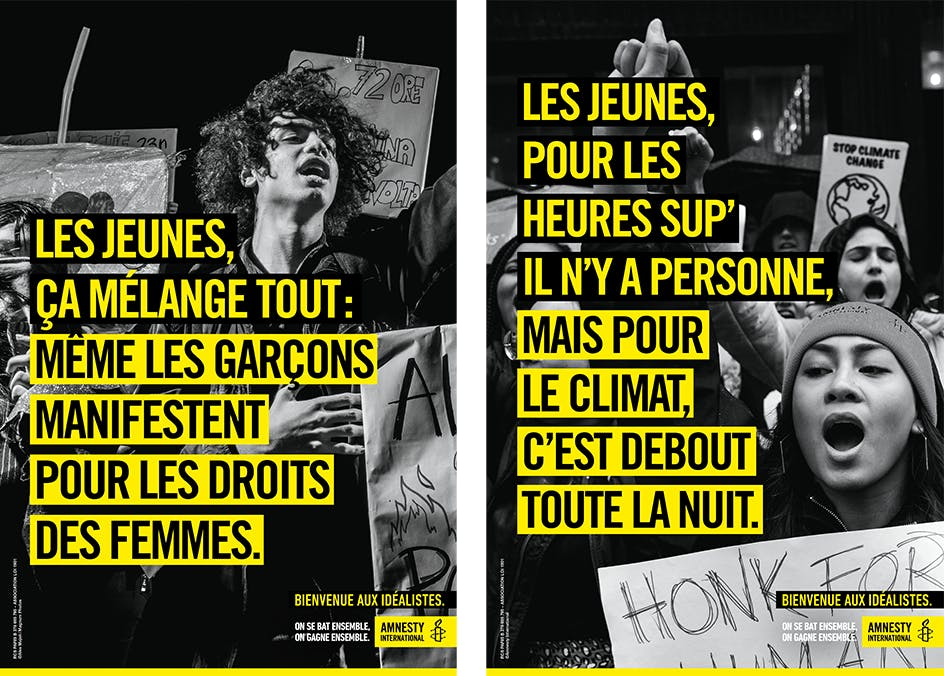 72 ORE
LES JEUNES,
ÇA MÉLANGE TOUT :
MÊME LES GARÇONS
MANIFESTENT
POUR LES DROITS
DES FEMMES.
BIENVENUE AUX IDÉALISTES.
ON SE BAT ENSEMBLE,
ON GAGNE ENSEMBLE.
AMNESTY
INTERNATIONAL
LES JEUNES,
POUR LES
HEURES SUP’
IL N’Y A PERSONNE,
MAIS POUR
LE CLIMAT,
C’EST DEBOUT
TOUTE LA NUIT.
STOP CLIMATE
CHANGE
HONK FOR
HUMAN
BIENVENUE AUX IDÉALISTES.
ON SE BAT ENSEMBLE,
ON GAGNE ENSEMBLE.
AMNESTY
INTERNATIONAL